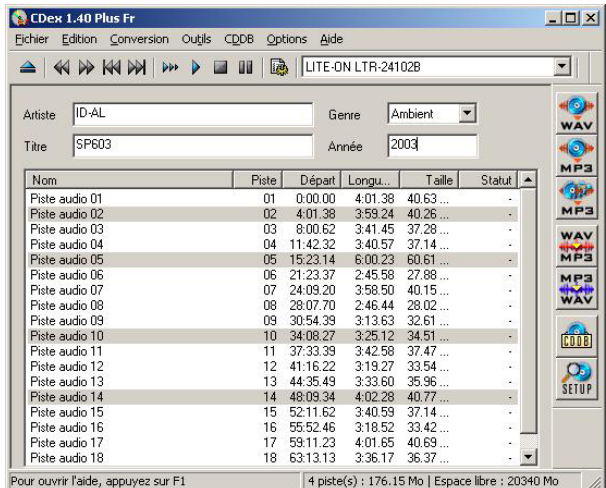 CDex 1.40 Plus Fr
Fichier Edition Conversion Outils CDDB Options Aide
LITE-ON LTR-24102B
Artiste ID-AL Genre Ambient
Titre SP603 Année 2003
Nom Piste Départ Longu... Taille Statut
Piste audio 01 01 0:00.00 4:01.38 40.63 ... -
Piste audio 02 02 4:01.38 3:59.24 40.26 ... -
Piste audio 03 03 8:00.62 3:41.45 37.28 ... -
Piste audio 04 04 11:42.32 3:40.57 37.14 ... -
Piste audio 05 05 15:23.14 6:00.23 60.61 ... -
Piste audio 06 06 21:23.37 2:45.58 27.88 ... -
Piste audio 07 07 24:09.20 3:58.50 40.15 ... -
Piste audio 08 08 28:07.70 2:46.44 28.02 ... -
Piste audio 09 09 30:54.39 3:13.63 32.61 ... -
Piste audio 10 10 34:08.27 3:25.12 34.51 ... -
Piste audio 11 11 37:33.39 3:42.58 37.47 ... -
Piste audio 12 12 41:16.22 3:19.27 33.54 ... -
Piste audio 13 13 44:35.49 3:33.60 35.96 ... -
Piste audio 14 14 48:09.34 4:02.28 40.77 ... -
Piste audio 15 15 52:11.62 3:40.59 37.14 ... -
Piste audio 16 16 55:52.46 3:18.52 33.42 ... -
Piste audio 17 17 59:11.23 4:01.65 40.69 ... -
Piste audio 18 18 63:13.13 3:36.17 36.37 ... -
WAV
MP3
MP3
WAV
MP3
MP3
WAV
CDDB
SETUP
Pour ouvrir l'aide, appuyez sur F1 4 piste(s) : 176.15 Mo | Espace libre : 20340 Mo